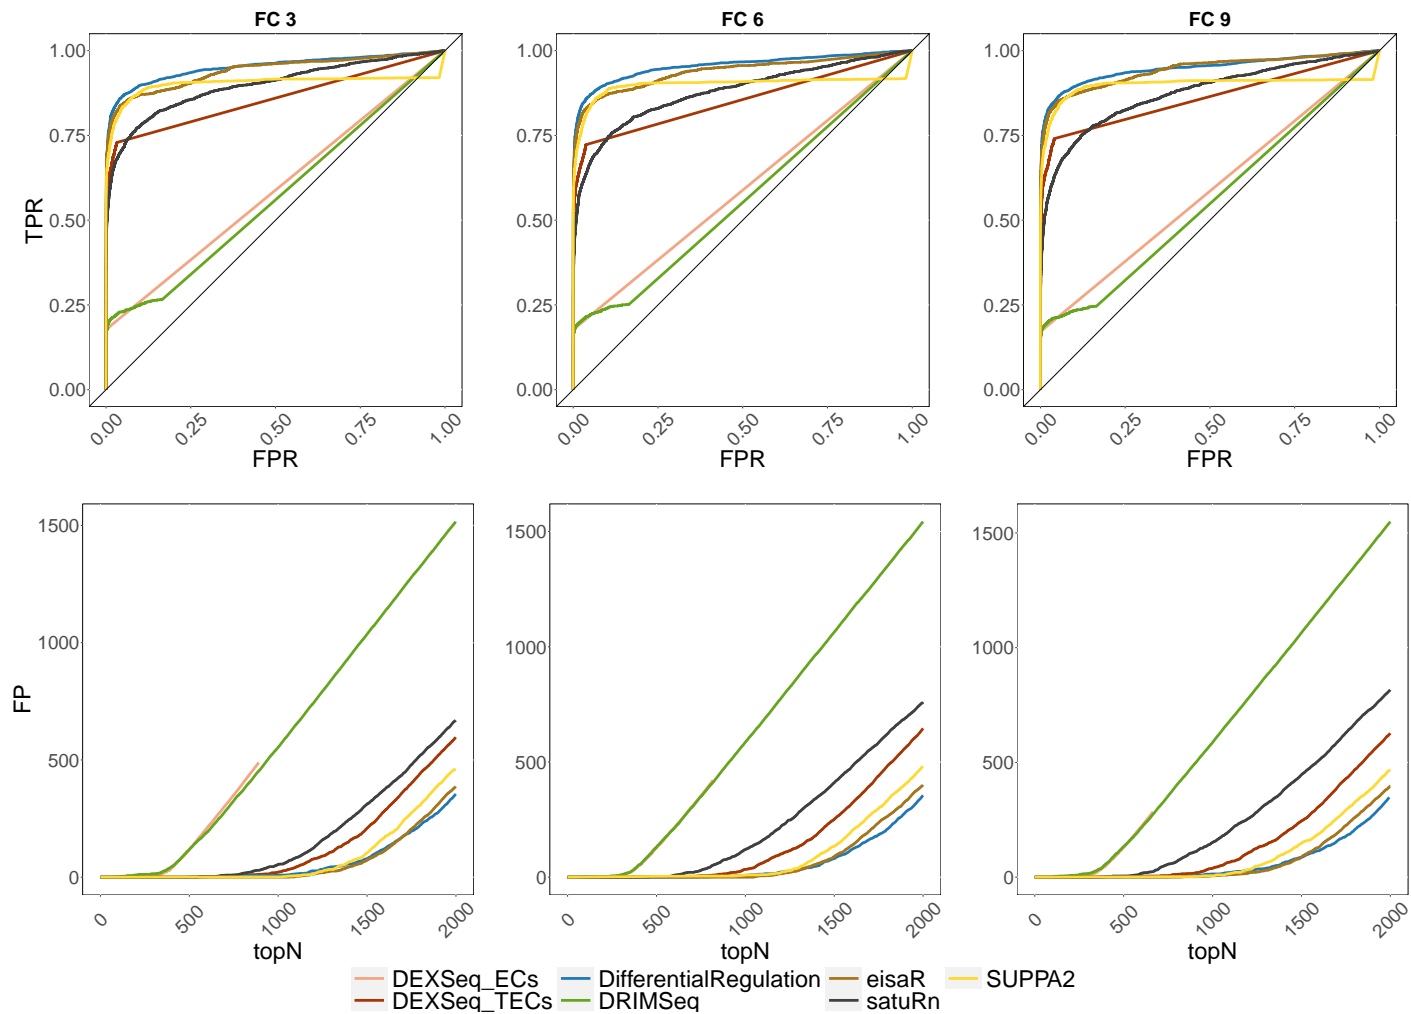 FC 3 FC 6 FC 9
1.00 1.00 1.00
0.75 0.75 0.75
0.50 0.50 0.50
0.25 0.25 0.25
0.00 0.00 0.00
TPR
0.00 0.25 0.50 0.75 1.00 0.00 0.25 0.50 0.75 1.00 0.00 0.25 0.50 0.75 1.00
FPR FPR FPR
1500 1500 1500
1000 1000 1000
500 500 500
0 0 0
FP
0 500 1000 1500 2000 0 500 1000 1500 2000 0 500 1000 1500 2000
topN topN topN
DEXSeq_ECs DifferentialRegulation eisaR SUPPA2
DEXSeq_TECs DRIMSeq satuRn